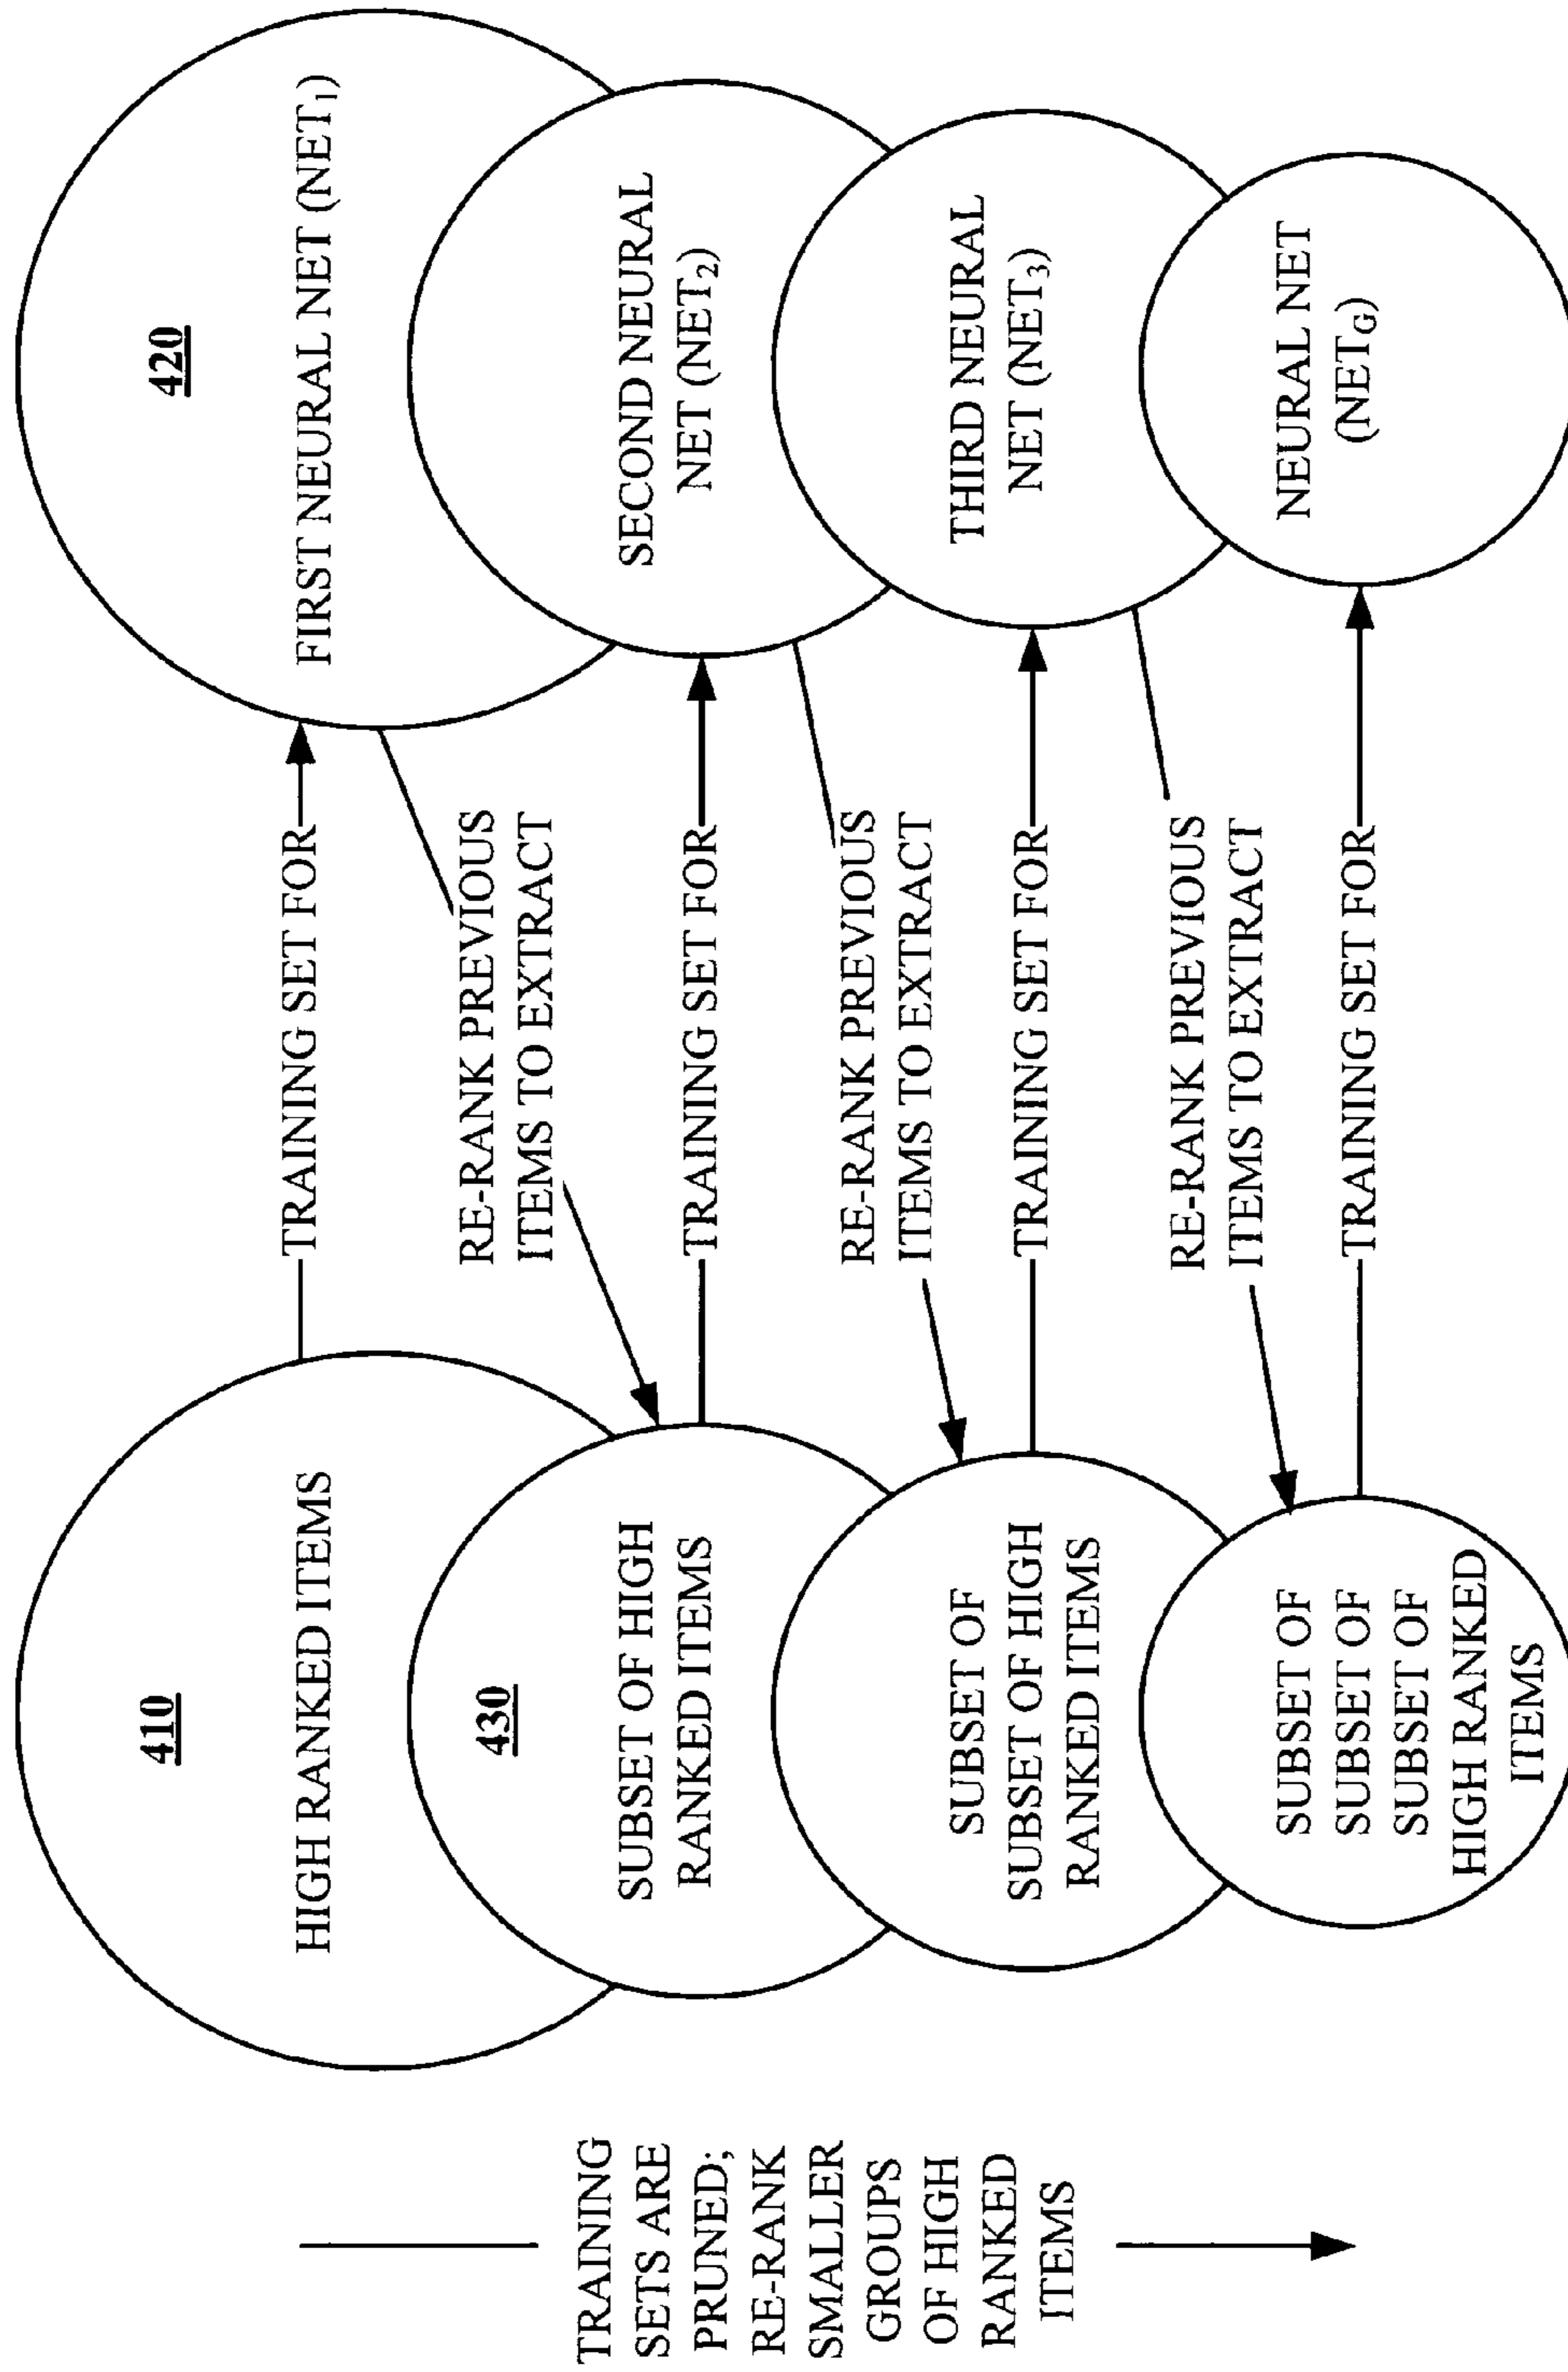 TRAINING
SETS ARE
PRUNED;
RE-RANK
SMALLER
GROUPS
OF HIGH
RANKED
ITEMS
410
HIGH RANKED ITEMS
TRAINING SET FOR
420
FIRST NEURAL NET (NET₁)
RE-RANK PREVIOUS
ITEMS TO EXTRACT
430
SUBSET OF HIGH
RANKED ITEMS
TRAINING SET FOR
SECOND NEURAL
NET (NET₂)
RE-RANK PREVIOUS
ITEMS TO EXTRACT
SUBSET OF
SUBSET OF HIGH
RANKED ITEMS
TRAINING SET FOR
THIRD NEURAL
NET (NET₃)
RE-RANK PREVIOUS
ITEMS TO EXTRACT
SUBSET OF
SUBSET OF
SUBSET OF
HIGH RANKED
ITEMS
TRAINING SET FOR
NEURAL NET
(NET_G)